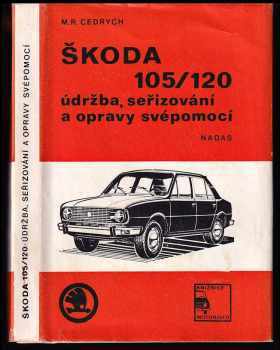 M. R. CEDRYCH
ŠKODA
105/120
údržba, seřizování
a opravy svépomocí
NADAS
KNIŽNICE
MOTORISTY
ŠKODA 105/120 ÚDRŽBA, SEŘIZOVÁNÍ A OPRAVY SVÉPOMOCÍ